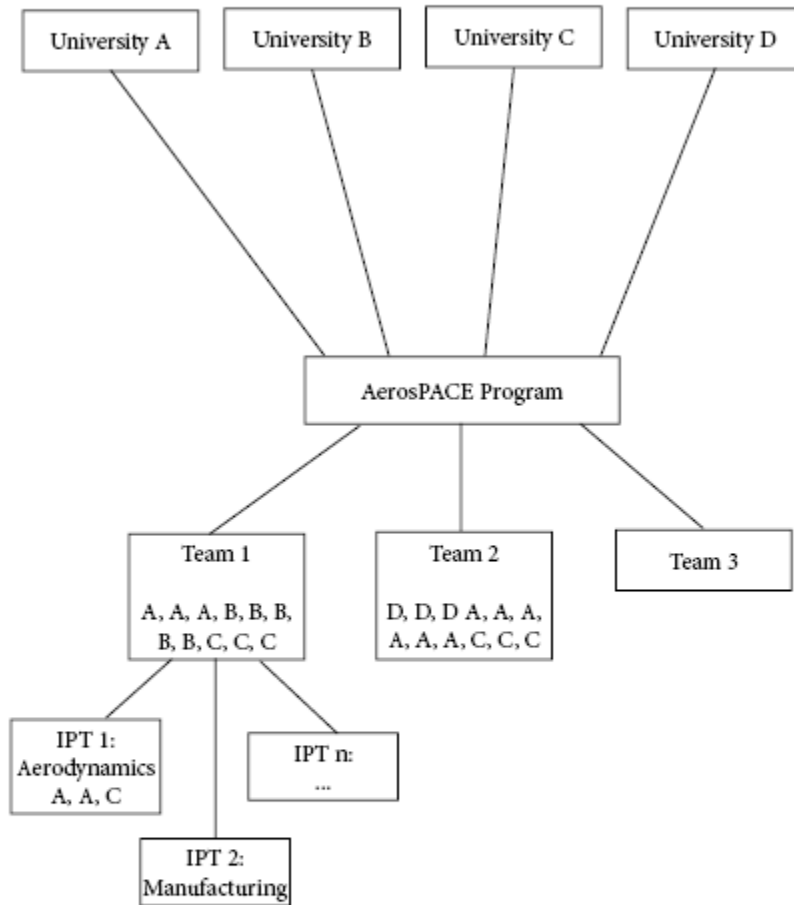 University A
University B
University C
University D
AerosPACE Program
Team 1
A, A, A, B, B, B,
B, B, C, C, C
Team 2
D, D, D A, A, A,
A, A, A, C, C, C
Team 3
IPT 1:
Aerodynamics
A, A, C
IPT n:
...
IPT 2:
Manufacturing